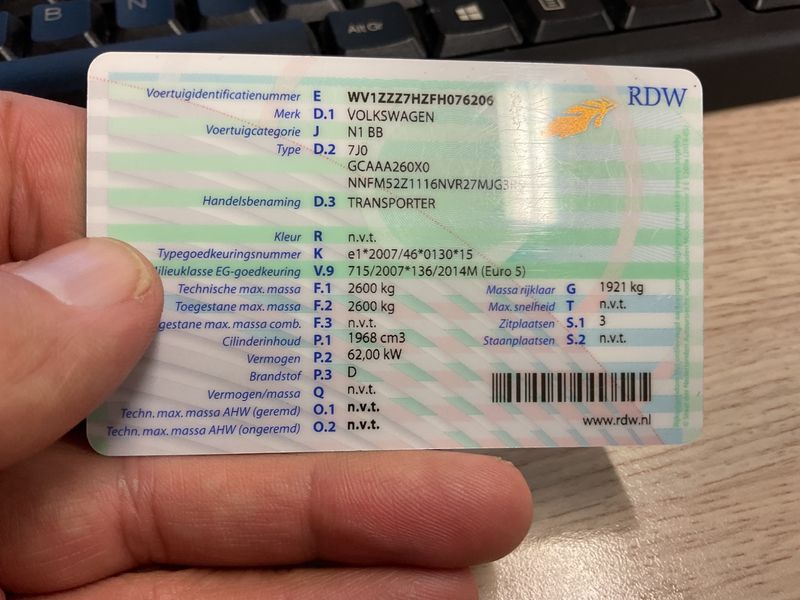 B
N
Alt Gr
RDW
Voertuigidentificatienummer E WV1ZZZ7HZFH076206
Merk D.1 VOLKSWAGEN
Voertuigcategorie J N1 BB
Type D.2 7J0
GCAAA260X0
Handelsbenaming D.3 TRANSPORTER
Kleur R n.v.t.
Typegoedkeuringsnummer K e1*2007/46*0130*15
EG-goedkeuring V.9 715/2007*136/2014M (Euro 5)
Technische max. massa F.1 2600 kg
Massa rijklaar G 1921 kg
Toegestane max. massa F.2 2600 kg
Max. snelheid T n.v.t.
max. massa comb. F.3 n.v.t.
Zitplaatsen S.1 3
Cilinderinhoud P.1 1968 cm3
Staanplaatsen S.2 n.v.t.
Vermogen P.2 62,00 kW
Brandstof P.3 D
Vermogen/massa Q n.v.t.
Techn. max. massa AHW (geremd) O.1 n.v.t.
Techn. max. massa AHW (ongeremd) O.2 n.v.t.
www.rdw.nl